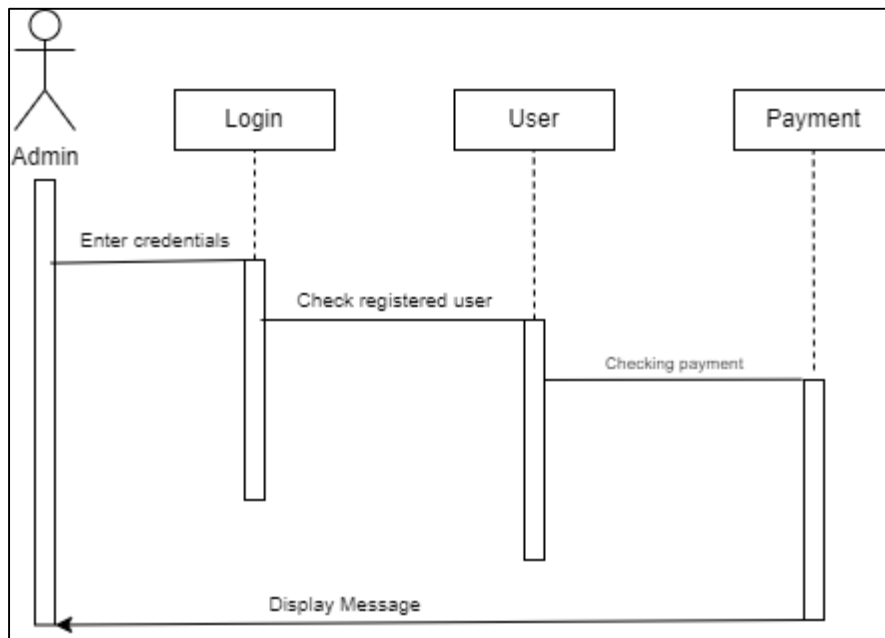 Login
User
Payment
Admin
Enter credentials
Check registered user
Checking payment
Display Message